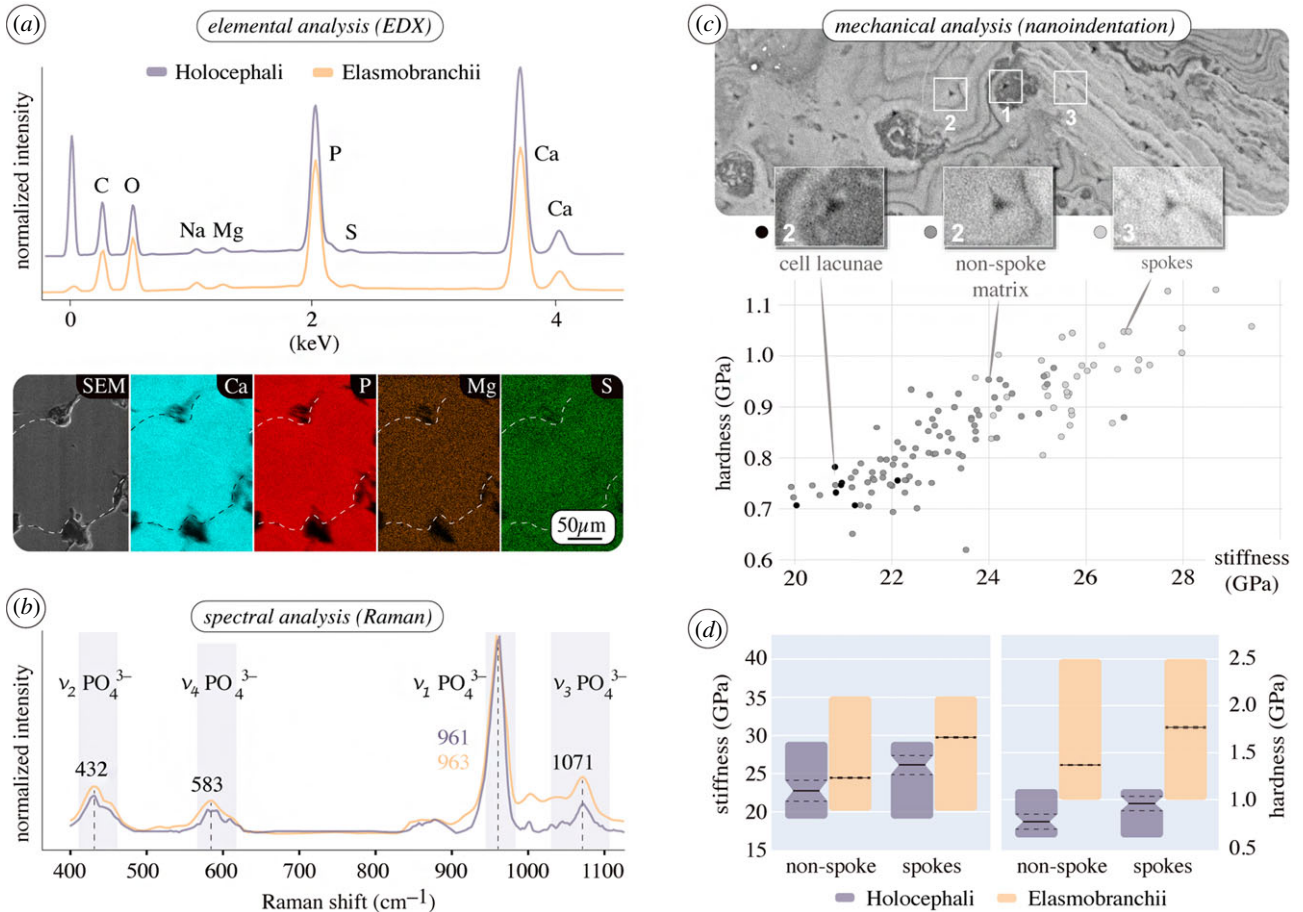 (a)
elemental analysis (EDX)
Holocephali
Elasmobranchii
normalized intensity
C
O
Na
Mg
P
S
Ca
Ca
0
2
4
(keV)
SEM
Ca
P
Mg
S
50µm
(b)
spectral analysis (Raman)
normalized intensity
ν2 PO4 3–
ν4 PO4 3–
ν1 PO4 3–
ν3 PO4 3–
961
963
432
583
1071
400 500 600 700 800 900 1000 1100
Raman shift (cm–1)
(c)
mechanical analysis (nanoindentation)
2
1
3
2
2
3
cell lacunae
non-spoke
matrix
spokes
hardness (GPa)
1.1
1.0
0.9
0.8
0.7
0.6
20 22 24 26 28
stiffness
(GPa)
(d)
stiffness (GPa)
40
35
30
25
20
15
2.5
2.0
1.5
1.0
0.5
hardness (GPa)
non-spoke spokes
non-spoke spokes
Holocephali
Elasmobranchii